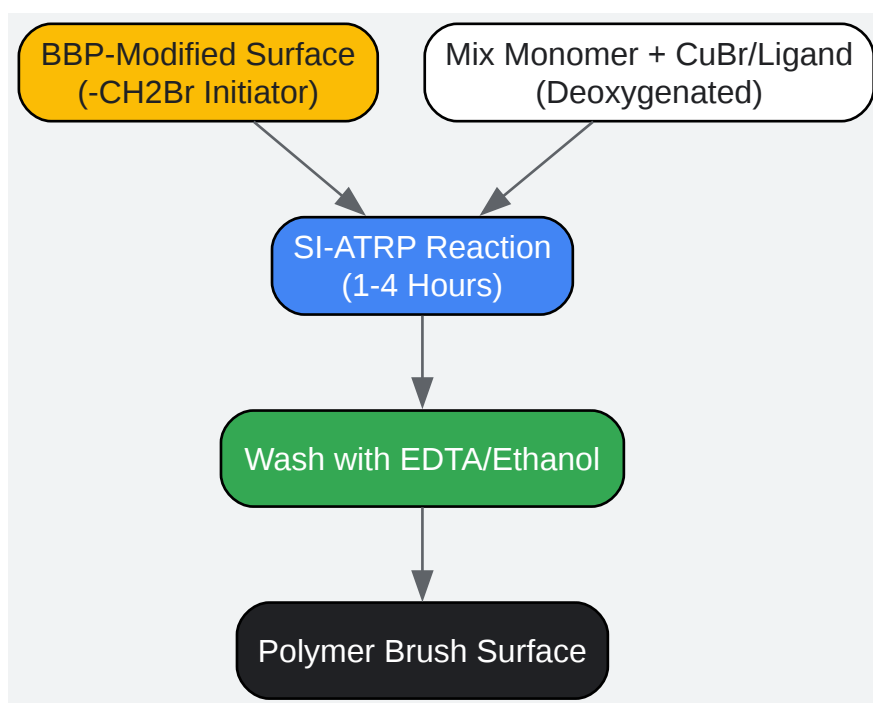 BBP-Modified Surface
(-CH2Br Initiator)
Mix Monomer + CuBr/Ligand
(Deoxygenated)
SI-ATRP Reaction
(1-4 Hours)
Wash with EDTA/Ethanol
Polymer Brush Surface